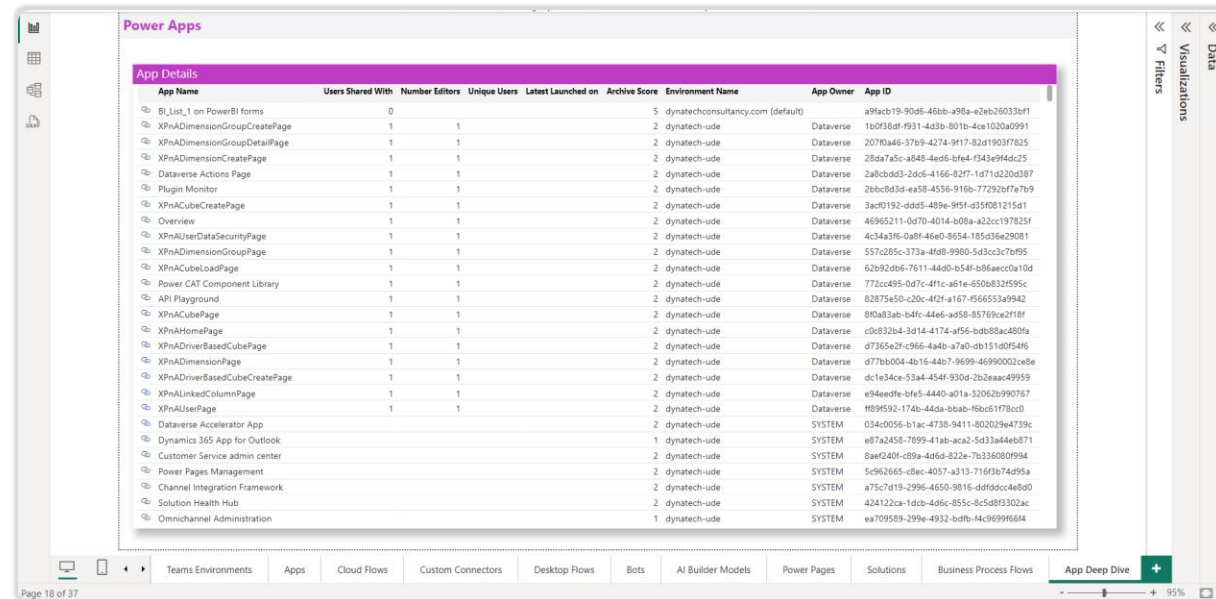 Power Apps
App Details
App Name Users Shared With Number Editors Unique Users Latest Launched on Archive Score Environment Name App Owner App ID
BI_List_1 on PowerBI forms 0 5 dynatechconsultancy.com (default) a9facb19-90d6-46bb-a98a-e2eb26033bf1
XPnADimensionGroupCreatePage 1 1 2 dynatech-ude Dataverse 1b0f38df-f931-4d3b-801b-4ce1020a0991
XPnADimensionGroupDetailPage 1 1 2 dynatech-ude Dataverse 207f0a46-37b9-4274-9f17-82d1903f7825
XPnADimensionCreatePage 1 1 2 dynatech-ude Dataverse 28da7a5c-a848-4ed6-bfe4-f343e9f4dc25
Dataverse Actions Page 1 1 2 dynatech-ude Dataverse 2a8cbdd3-2dc6-4166-82f7-1d71d220d387
Plugin Monitor 1 1 2 dynatech-ude Dataverse 2bbc8d3d-ea58-4556-916b-77292bf7e7b9
XPnACubeCreatePage 1 1 2 dynatech-ude Dataverse 3acf0192-ddd5-489e-9f5f-d35f081215d1
Overview 1 1 2 dynatech-ude Dataverse 46965211-0d70-4014-b08a-a22cc197825f
XPnAUserDataSecurityPage 1 1 2 dynatech-ude Dataverse 4c34a3f6-0a8f-46e0-8654-185d36e29081
XPnADimensionGroupPage 1 1 2 dynatech-ude Dataverse 557c285c-373a-4fd8-9980-5d3cc3c7bf95
XPnACubeLoadPage 1 1 2 dynatech-ude Dataverse 62b92db6-7611-44d0-b54f-b86aecc0a10d
Power CAT Component Library 1 1 2 dynatech-ude Dataverse 772cc495-0d7c-4f1c-a61e-650b832f595c
API Playground 1 1 2 dynatech-ude Dataverse 82875e50-c20c-4f2f-a167-f566553a9942
XPnACubePage 1 1 2 dynatech-ude Dataverse 8f0a83ab-b4fc-44e6-ad58-85769ce2f18f
XPnAHomePage 1 1 2 dynatech-ude Dataverse c0c832b4-3d14-4174-af56-bdb88ac480fa
XPnADriverBasedCubePage 1 1 2 dynatech-ude Dataverse d7365e2f-c966-4a4b-a7a0-db151d0f54f6
XPnADimensionPage 1 1 2 dynatech-ude Dataverse d77bb004-4b16-44b7-9699-46990002ce8e
XPnADriverBasedCubeCreatePage 1 1 2 dynatech-ude Dataverse dc1e34ce-53a4-454f-930d-2b2eaac49959
XPnALinkedColumnPage 1 1 2 dynatech-ude Dataverse e94eedfe-bfe5-4440-a01a-32062b990767
XPnAUserPage 1 1 2 dynatech-ude Dataverse ff89f592-174b-44da-bbab-f6bc61f78cc0
Dataverse Accelerator App 2 dynatech-ude SYSTEM 034c0056-b1ac-4738-9411-802029e4739c
Dynamics 365 App for Outlook 1 dynatech-ude SYSTEM e87a2458-7899-41ab-aca2-5d33a44eb871
Customer Service admin center 2 dynatech-ude SYSTEM 8aef240f-c89a-4d6d-822e-7b336080f994
Power Pages Management 2 dynatech-ude SYSTEM 5c962665-c8ec-4057-a313-716f3b74d95a
Channel Integration Framework 2 dynatech-ude SYSTEM a75c7d19-2996-4650-9816-ddfddcc4e8d0
Solution Health Hub 2 dynatech-ude SYSTEM 424122ca-1dcb-4d6c-855c-8c5d8f3302ac
Omnichannel Administration 1 dynatech-ude SYSTEM ea709589-299e-4932-bdfb-f4c9699f66f4
Filters
Visualizations
Data
Teams Environments Apps Cloud Flows Custom Connectors Desktop Flows Bots AI Builder Models Power Pages Solutions Business Process Flows App Deep Dive +
Page 18 of 37
- + 95%